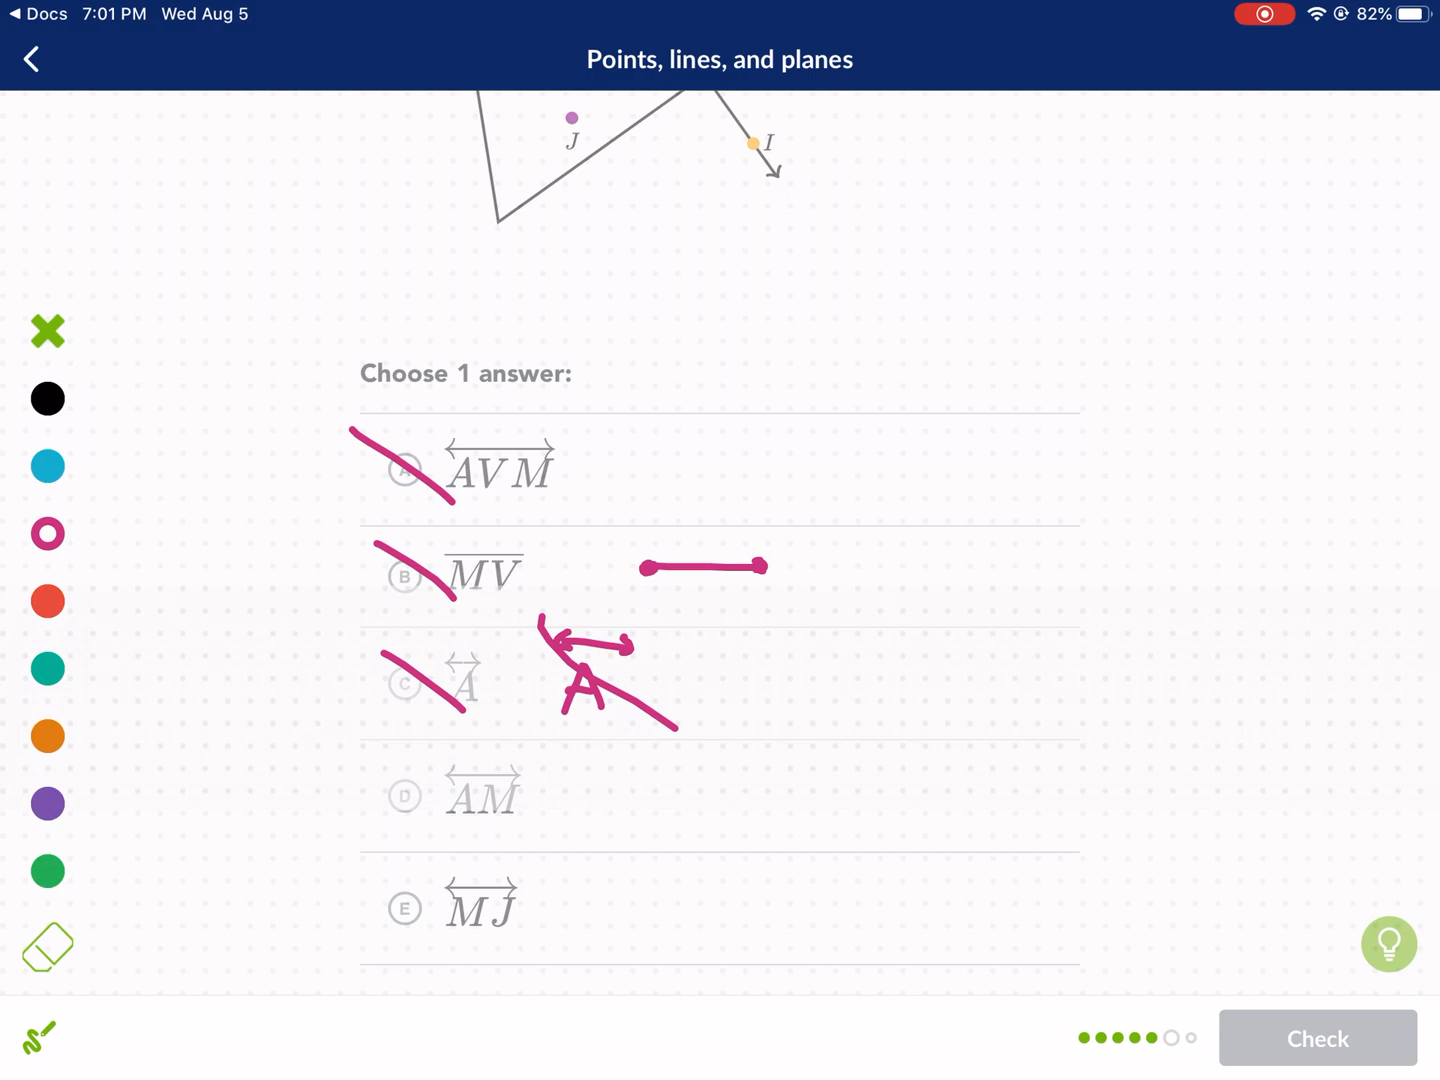 Docs 7:01 PM Wed Aug 5 82%
Points, lines, and planes
J
I
Choose 1 answer:
A AVM
B MV
C A A
D AM
E MJ
Check